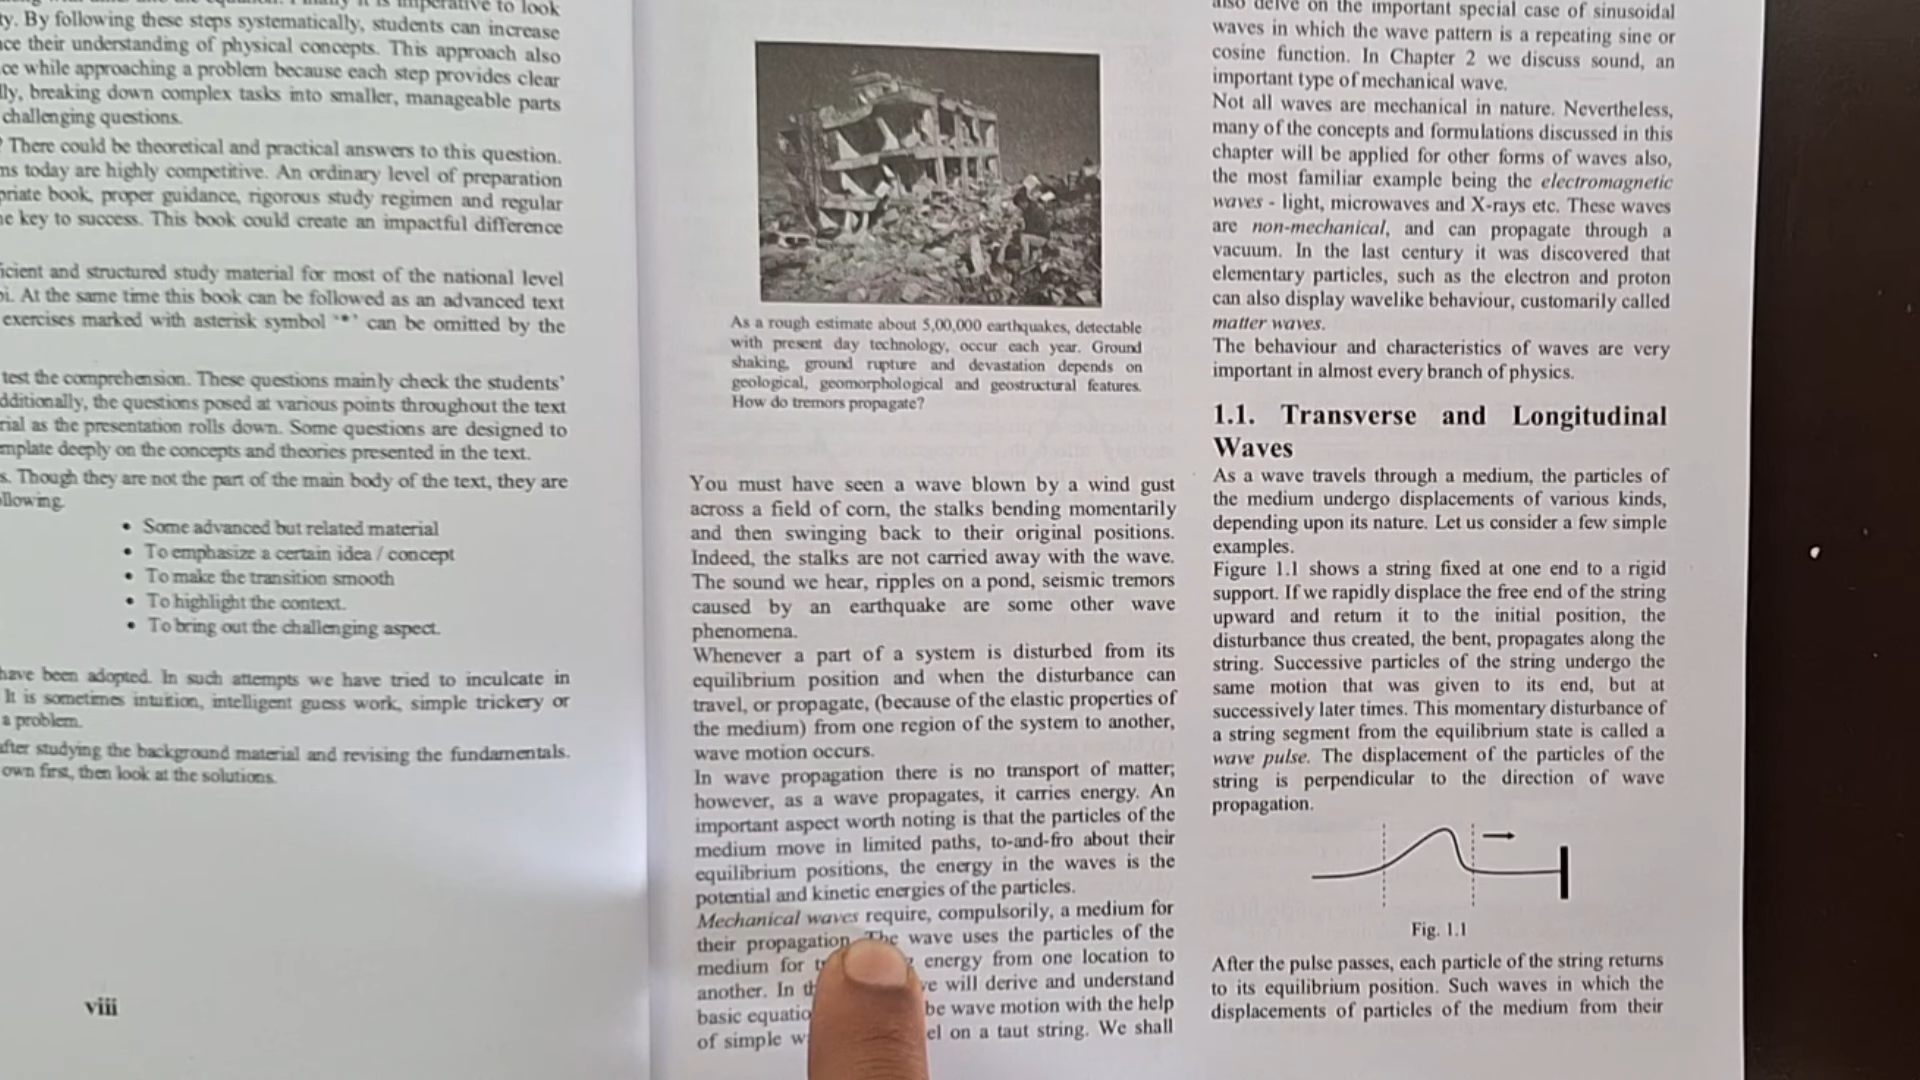 ty. By following these steps systematically, students can increase
their understanding of physical concepts. This approach also
while approaching a problem because each step provides clear
breaking down complex tasks into smaller, manageable parts
challenging questions.
There could be theoretical and practical answers to this question.
today are highly competitive. An ordinary level of preparation
book, proper guidance, rigorous study regimen and regular
key to success. This book could create an impactful difference
and structured study material for most of the national level
At the same time this book can be followed as an advanced text
exercises marked with asterisk symbol '*' can be omitted by the
test the comprehension. These questions mainly check the students'
the questions posed at various points throughout the text
as the presentation rolls down. Some questions are designed to
deeply on the concepts and theories presented in the text.
s. Though they are not the part of the main body of the text, they are
• Some advanced but related material
• To emphasize a certain idea / concept
• To make the transition smooth
• To highlight the context.
• To bring out the challenging aspect.
have been adopted. In such attempts we have tried to inculcate in
It is sometimes intuition, intelligent guess work, simple trickery or
a problem.
after studying the background material and revising the fundamentals.
own first, then look at the solutions.
viii
As a rough estimate about 5,00,000 earthquakes, detectable
with present day technology, occur each year. Ground
shaking, ground rupture and devastation depends on
geological, geomorphological and geostructural features.
How do tremors propagate?
You must have seen a wave blown by a wind gust
across a field of corn, the stalks bending momentarily
and then swinging back to their original positions.
Indeed, the stalks are not carried away with the wave.
The sound we hear, ripples on a pond, seismic tremors
caused by an earthquake are some other wave
phenomena.
Whenever a part of a system is disturbed from its
equilibrium position and when the disturbance can
travel, or propagate, (because of the elastic properties of
the medium) from one region of the system to another,
wave motion occurs.
In wave propagation there is no transport of matter;
however, as a wave propagates, it carries energy. An
important aspect worth noting is that the particles of the
medium move in limited paths, to-and-fro about their
equilibrium positions, the energy in the waves is the
potential and kinetic energies of the particles.
Mechanical waves require, compulsorily, a medium for
their propagation. The wave uses the particles of the
medium for energy from one location to
another. In will derive and understand
basic be wave motion with the help
of simple on a taut string. We shall
also delve on the important special case of sinusoidal
waves in which the wave pattern is a repeating sine or
cosine function. In Chapter 2 we discuss sound, an
important type of mechanical wave.
Not all waves are mechanical in nature. Nevertheless,
many of the concepts and formulations discussed in this
chapter will be applied for other forms of waves also,
the most familiar example being the electromagnetic
waves - light, microwaves and X-rays etc. These waves
are non-mechanical, and can propagate through a
vacuum. In the last century it was discovered that
elementary particles, such as the electron and proton
can also display wavelike behaviour, customarily called
matter waves.
The behaviour and characteristics of waves are very
important in almost every branch of physics.
1.1. Transverse and Longitudinal
Waves
As a wave travels through a medium, the particles of
the medium undergo displacements of various kinds,
depending upon its nature. Let us consider a few simple
examples.
Figure 1.1 shows a string fixed at one end to a rigid
support. If we rapidly displace the free end of the string
upward and return it to the initial position, the
disturbance thus created, the bent, propagates along the
string. Successive particles of the string undergo the
same motion that was given to its end, but at
successively later times. This momentary disturbance of
a string segment from the equilibrium state is called a
wave pulse. The displacement of the particles of the
string is perpendicular to the direction of wave
propagation.
Fig. 1.1
After the pulse passes, each particle of the string returns
to its equilibrium position. Such waves in which the
displacements of particles of the medium from their